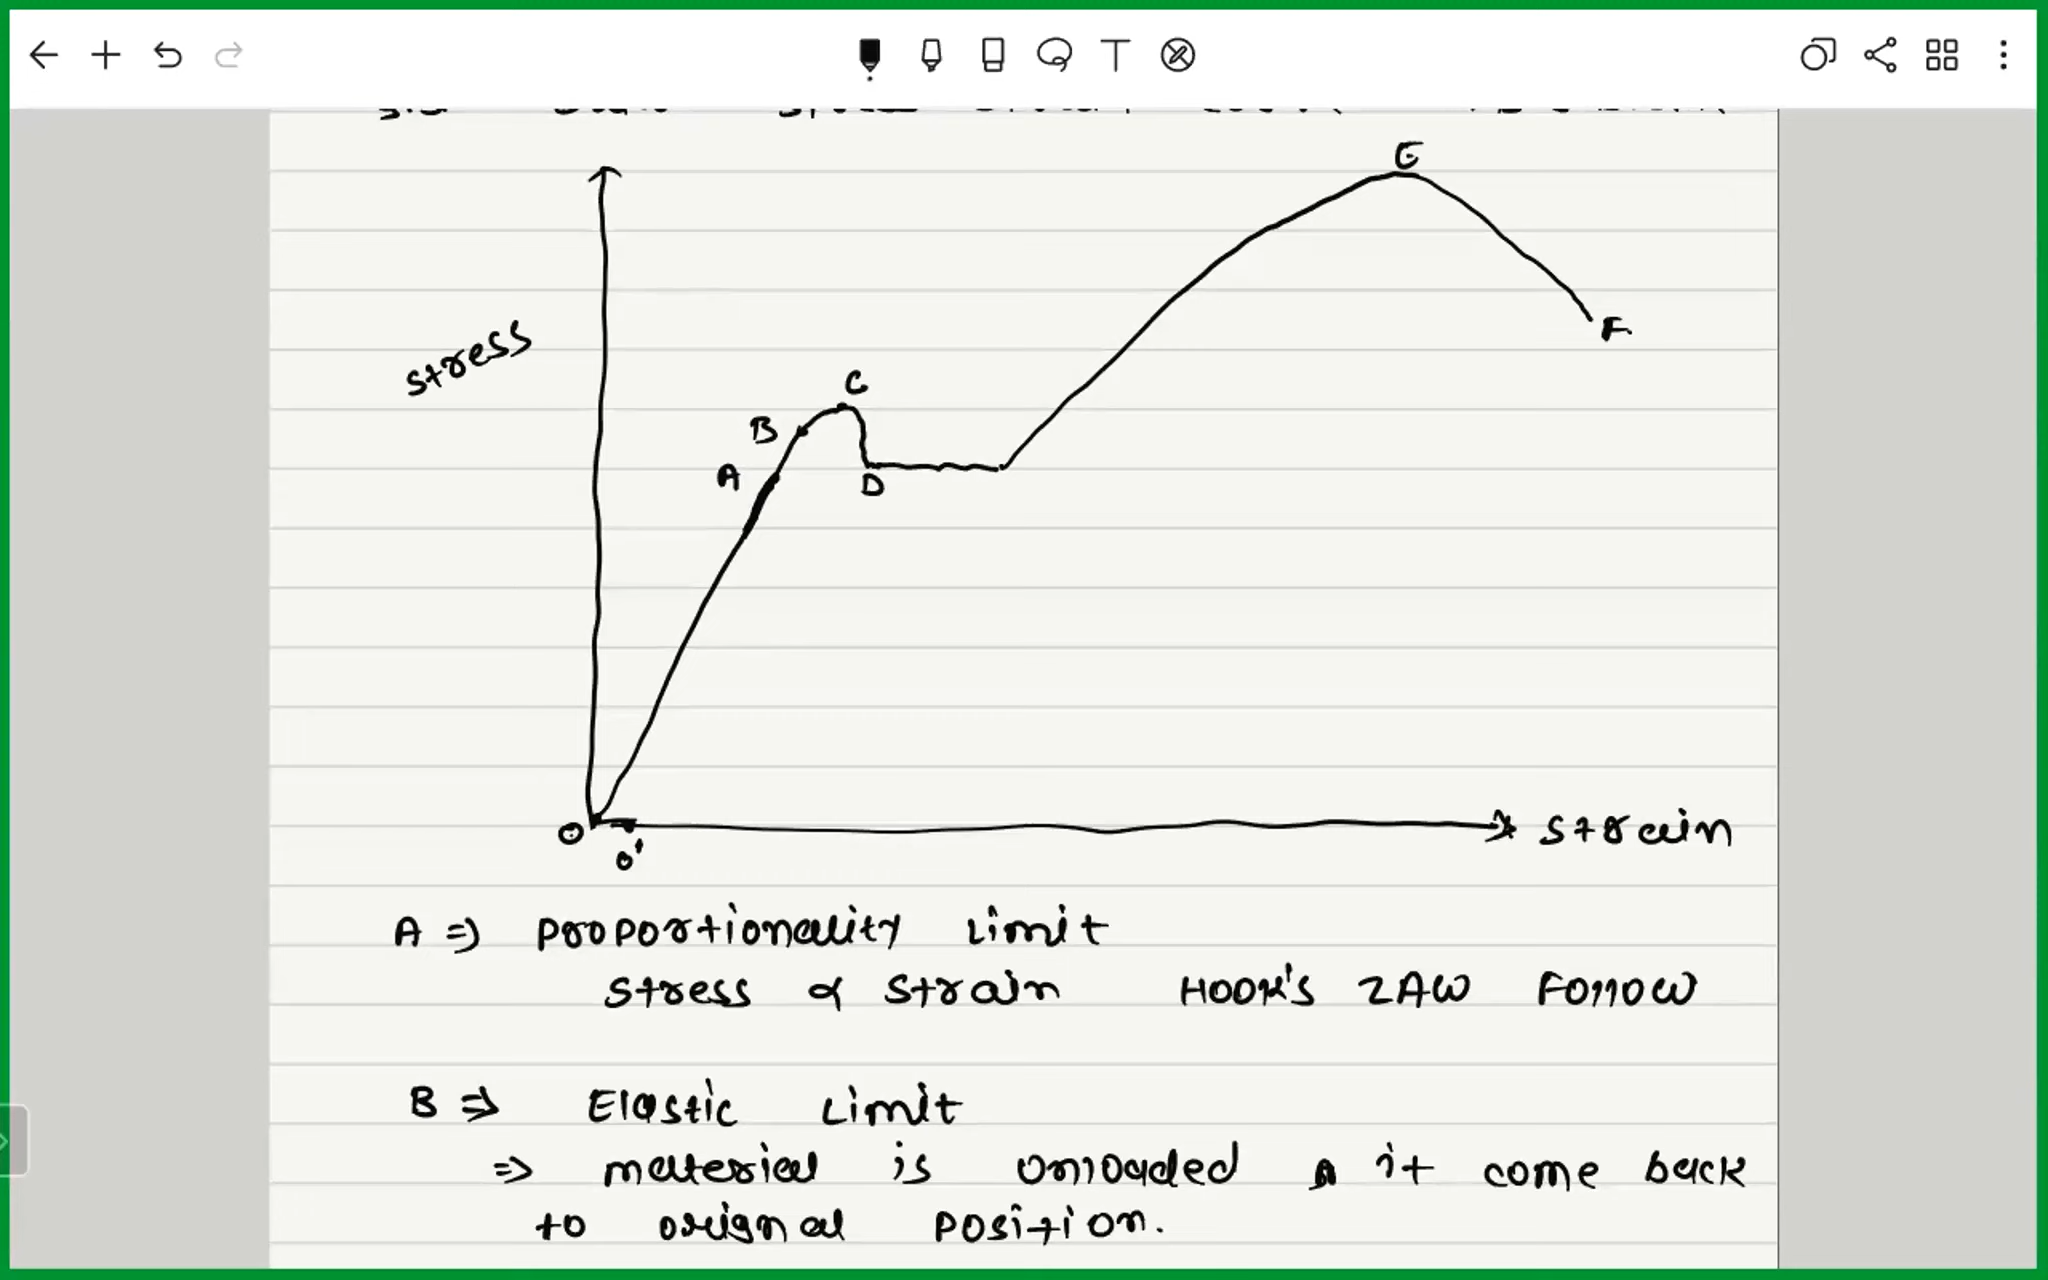 E
F
stress
C
B
A
D
O
O'
strain
A => proportionality Limit
stress α strain HOOK'S LAW Follow
B => Elastic Limit
=> material is unloaded it come back
to orignal position.